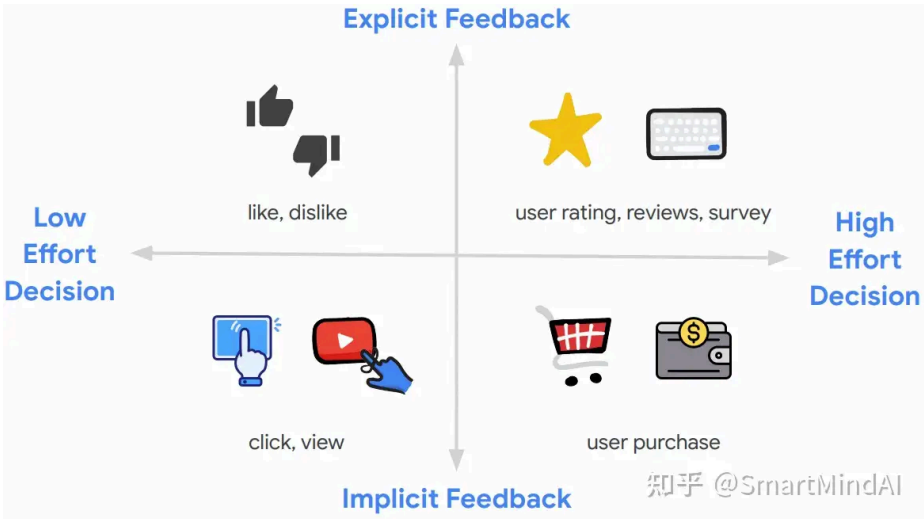 Explicit Feedback
like, dislike
user rating, reviews, survey
Low
Effort
Decision
High
Effort
Decision
$
click, view
user purchase
知乎 @SmartMindAI
Implicit Feedback